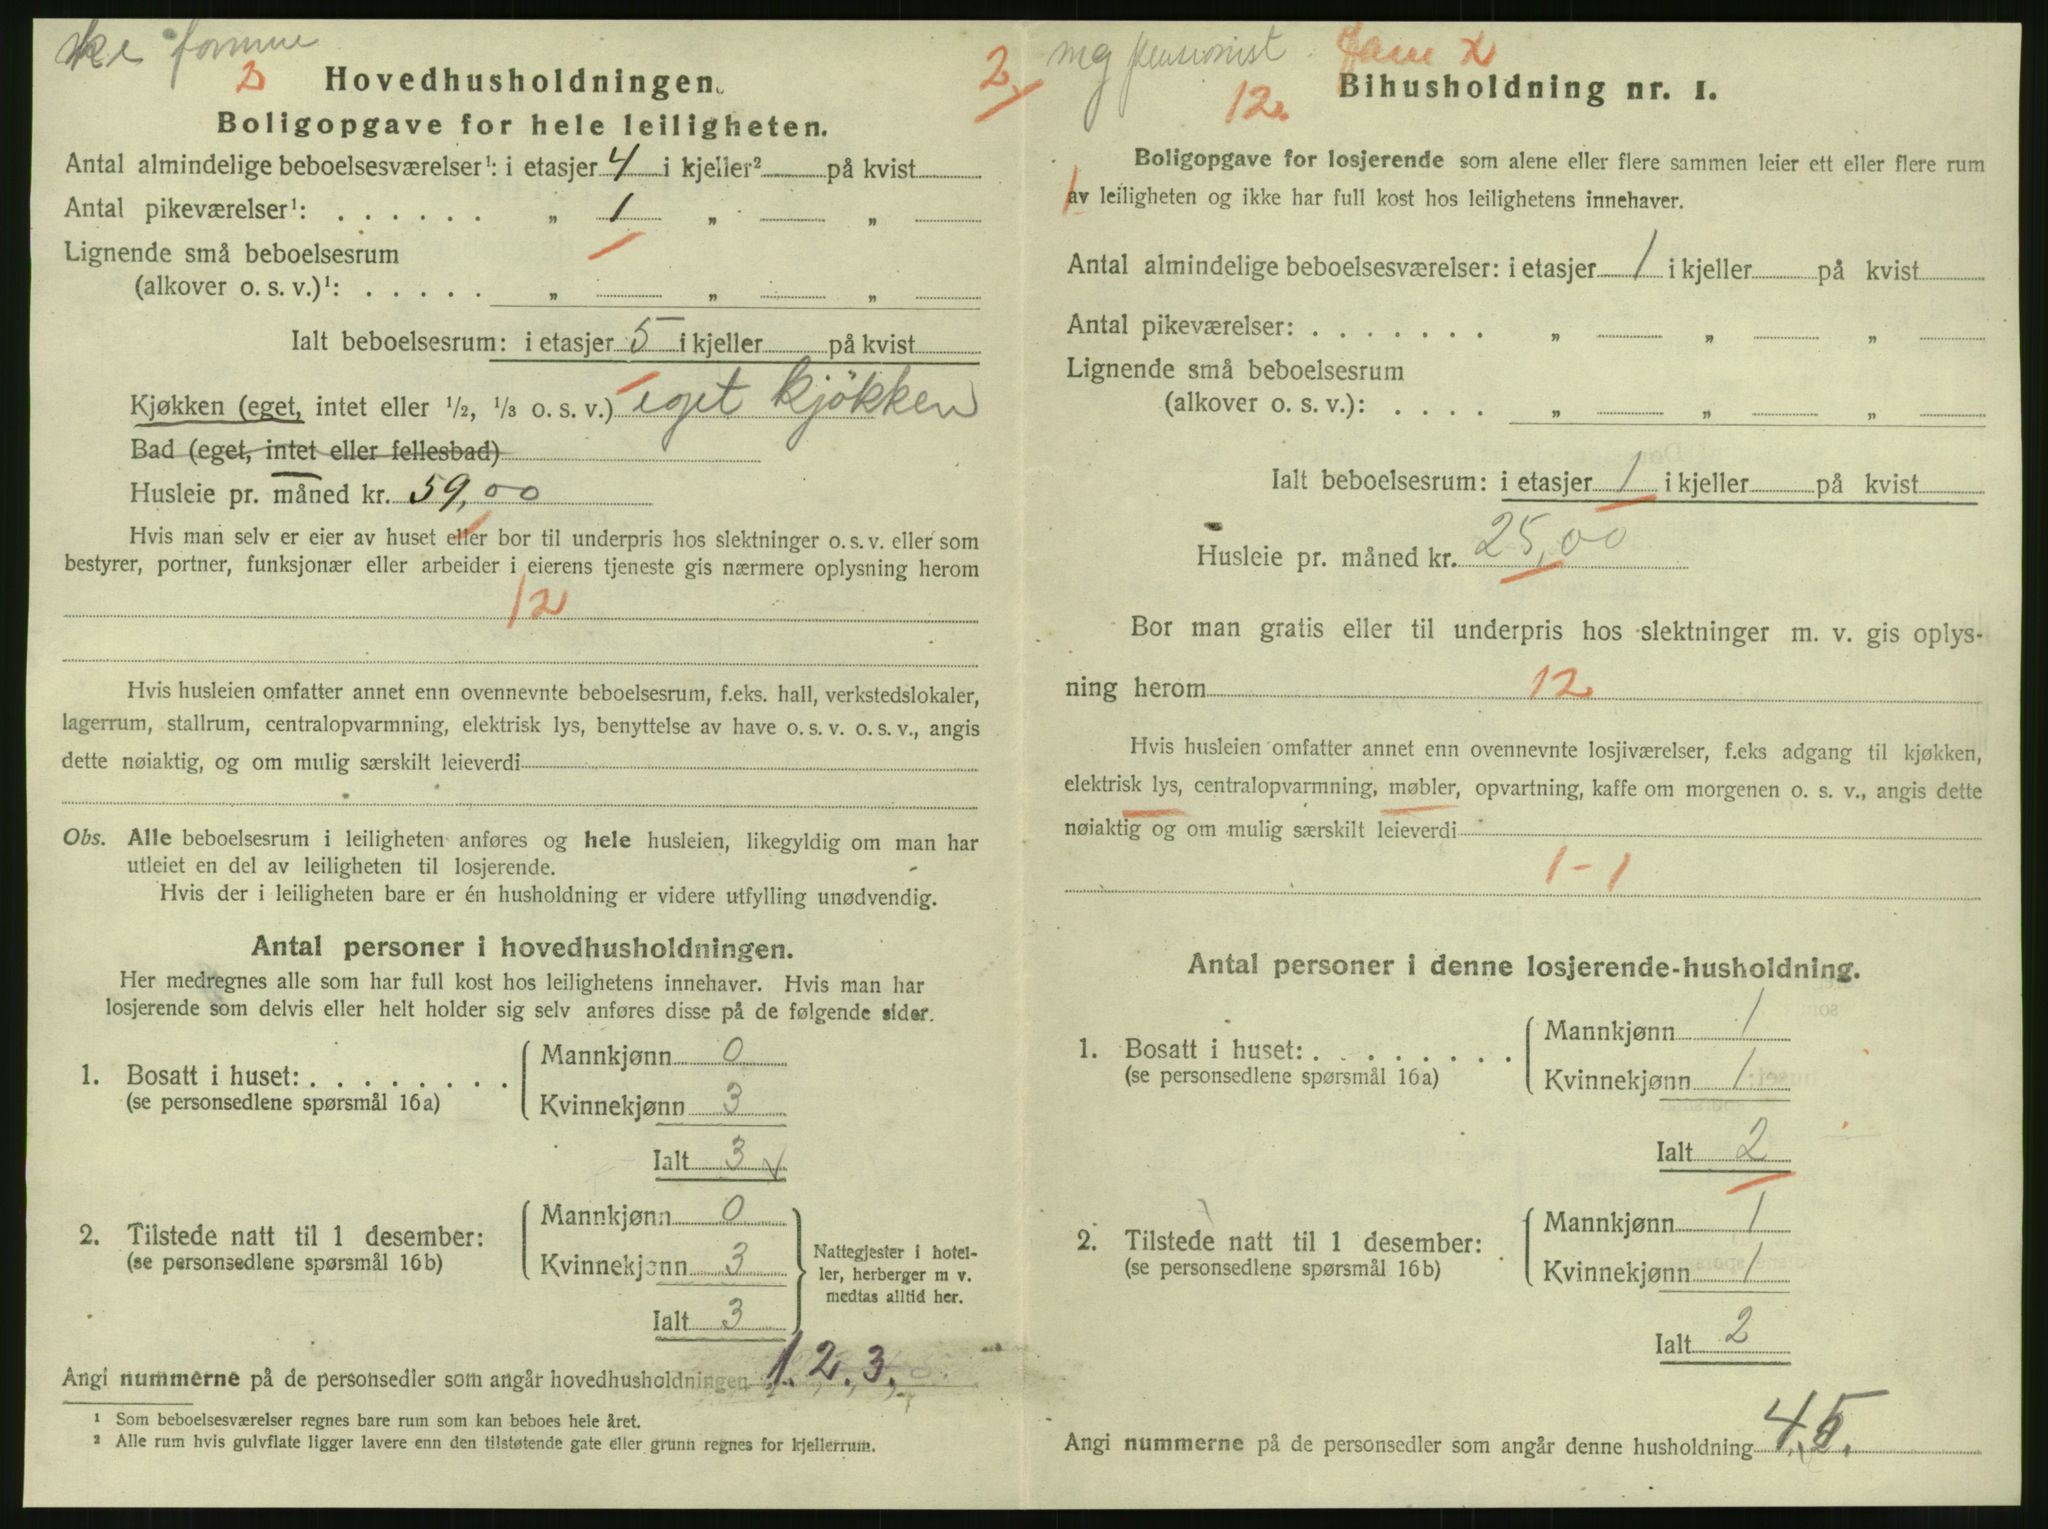 formue
2 Hovedhusholdningen.
Boligopgave for hele leiligheten.
Antal almindelige beboelsesværelser¹: i etasjer 4 i kjeller² på kvist
Antal pikeværelser¹: . . . . . . „ 1 „ „
Lignende små beboelsesrum
(alkover o. s. v.)¹: . . . . . „ „ „
Ialt beboelsesrum: i etasjer 5 i kjeller på kvist
Kjøkken (eget, intet eller 1/2, 1/3 o. s. v.) eget kjökken
Bad (eget, intet eller fellesbad)
Husleie pr. måned kr. 59,00
Hvis man selv er eier av huset eller bor til underpris hos slektninger o. s. v. eller som
bestyrer, portner, funksjonær eller arbeider i eierens tjeneste gis nærmere oplysning herom
12
Hvis husleien omfatter annet enn ovennevnte beboelsesrum, f.eks. hall, verkstedslokaler,
lagerrum, stallrum, centralopvarmning, elektrisk lys, benyttelse av have o. s. v. o. s. v., angis
dette nøiaktig, og om mulig særskilt leieverdi
Obs. Alle beboelsesrum i leiligheten anføres og hele husleien, likegyldig om man har
utleiet en del av leiligheten til losjerende.
Hvis der i leiligheten bare er én husholdning er videre utfylling unødvendig.
Antal personer i hovedhusholdningen.
Her medregnes alle som har full kost hos leilighetens innehaver. Hvis man har
losjerende som delvis eller helt holder sig selv anføres disse på de følgende sider.
1. Bosatt i huset: . . . . . . . . Mannkjønn 0
(se personsedlene spørsmål 16a) Kvinnekjønn 3
Ialt 3
2. Tilstede natt til 1 desember: Mannkjønn 0
(se personsedlene spørsmål 16b) Kvinnekjønn 3
Ialt 3
Nattegjester i hotel-
ler, herberger m v.
medtas alltid her.
Angi nummerne på de personsedler som angår hovedhusholdningen 1. 2. 3.
¹ Som beboelsesværelser regnes bare rum som kan beboes hele året.
² Alle rum hvis gulvflate ligger lavere enn den tilstøtende gate eller grunn regnes for kjellerrum.
2. mg pensionist
12. Bihusholdning nr. 1.
Boligopgave for losjerende som alene eller flere sammen leier ett eller flere rum
av leiligheten og ikke har full kost hos leilighetens innehaver.
Antal almindelige beboelsesværelser: i etasjer 1 i kjeller på kvist
Antal pikeværelser: . . . . . . . „ „ „
Lignende små beboelsesrum
(alkover o. s. v.): . . . . „ „ „
Ialt beboelsesrum: i etasjer 1 i kjeller på kvist
Husleie pr. måned kr. 25,00
Bor man gratis eller til underpris hos slektninger m. v. gis oplys-
ning herom 12
Hvis husleien omfatter annet enn ovennevnte losjiværelser, f.eks adgang til kjøkken,
elektrisk lys, centralopvarmning, møbler, opvartning, kaffe om morgenen o. s. v., angis dette
nøiaktig og om mulig særskilt leieverdi
1-1
Antal personer i denne losjerende-husholdning.
1. Bosatt i huset: . . . . . . . . Mannkjønn 1
(se personsedlene spørsmål 16a) Kvinnekjønn 1
Ialt 2
2. Tilstede natt til 1 desember: Mannkjønn 1
(se personsedlene spørsmål 16b) Kvinnekjønn 1
Ialt 2
Angi nummerne på de personsedler som angår denne husholdning 4. 5.